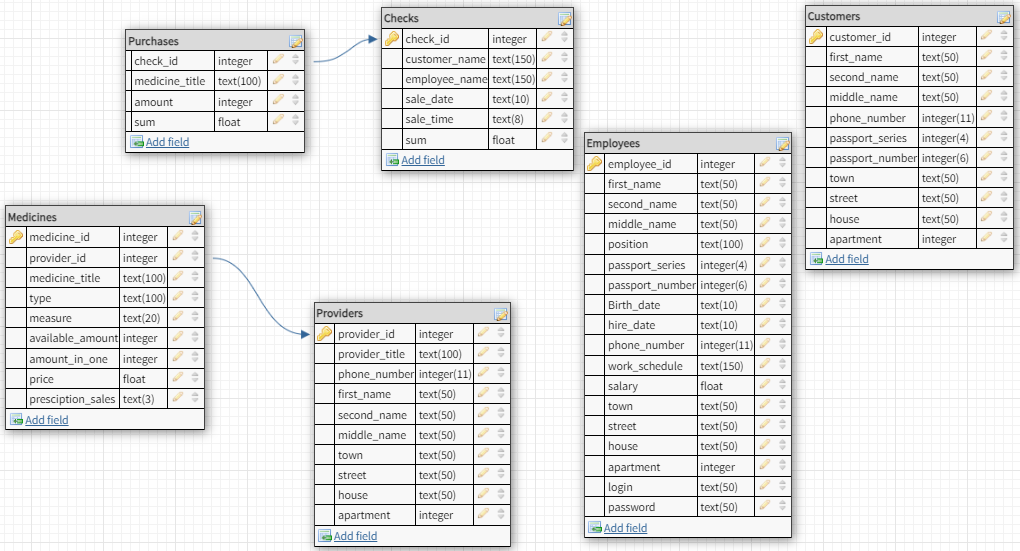 Purchases
check_id integer
medicine_title text(100)
amount integer
sum float
Add field
Checks
check_id integer
customer_name text(150)
employee_name text(150)
sale_date text(10)
sale_time text(8)
sum float
Add field
Customers
customer_id integer
first_name text(50)
second_name text(50)
middle_name text(50)
phone_number integer(11)
passport_series integer(4)
passport_number integer(6)
town text(50)
street text(50)
house text(50)
apartment integer
Add field
Medicines
medicine_id integer
provider_id integer
medicine_title text(100)
type text(100)
measure text(20)
available_amount integer
amount_in_one integer
price float
presciption_sales text(3)
Add field
Providers
provider_id integer
provider_title text(100)
phone_number integer(11)
first_name text(50)
second_name text(50)
middle_name text(50)
town text(50)
street text(50)
house text(50)
apartment integer
Add field
Employees
employee_id integer
first_name text(50)
second_name text(50)
middle_name text(50)
position text(100)
passport_series integer(4)
passport_number integer(6)
Birth_date text(10)
hire_date text(10)
phone_number integer(11)
work_schedule text(150)
salary float
town text(50)
street text(50)
house text(50)
apartment integer
login text(50)
password text(50)
Add field